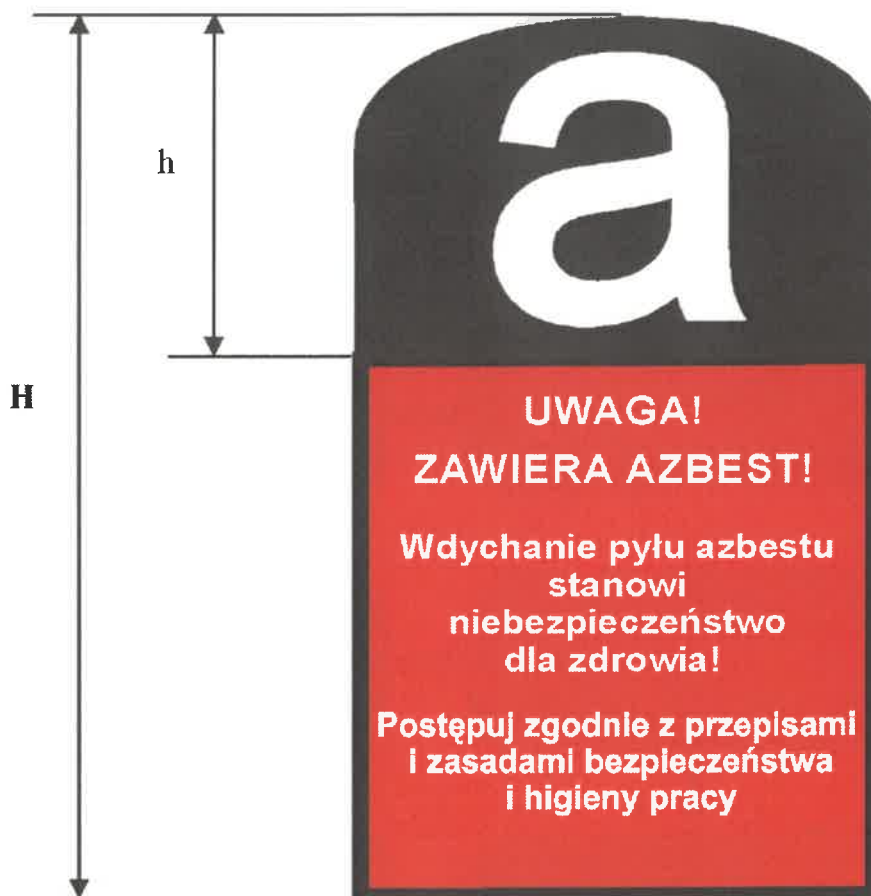 H
h
a
UWAGA!
ZAWIERA AZBEST!
Wdychanie pyłu azbestu
stanowi
niebezpieczeństwo
dla zdrowia!
Postępuj zgodnie z przepisami
i zasadami bezpieczeństwa
i higieny pracy